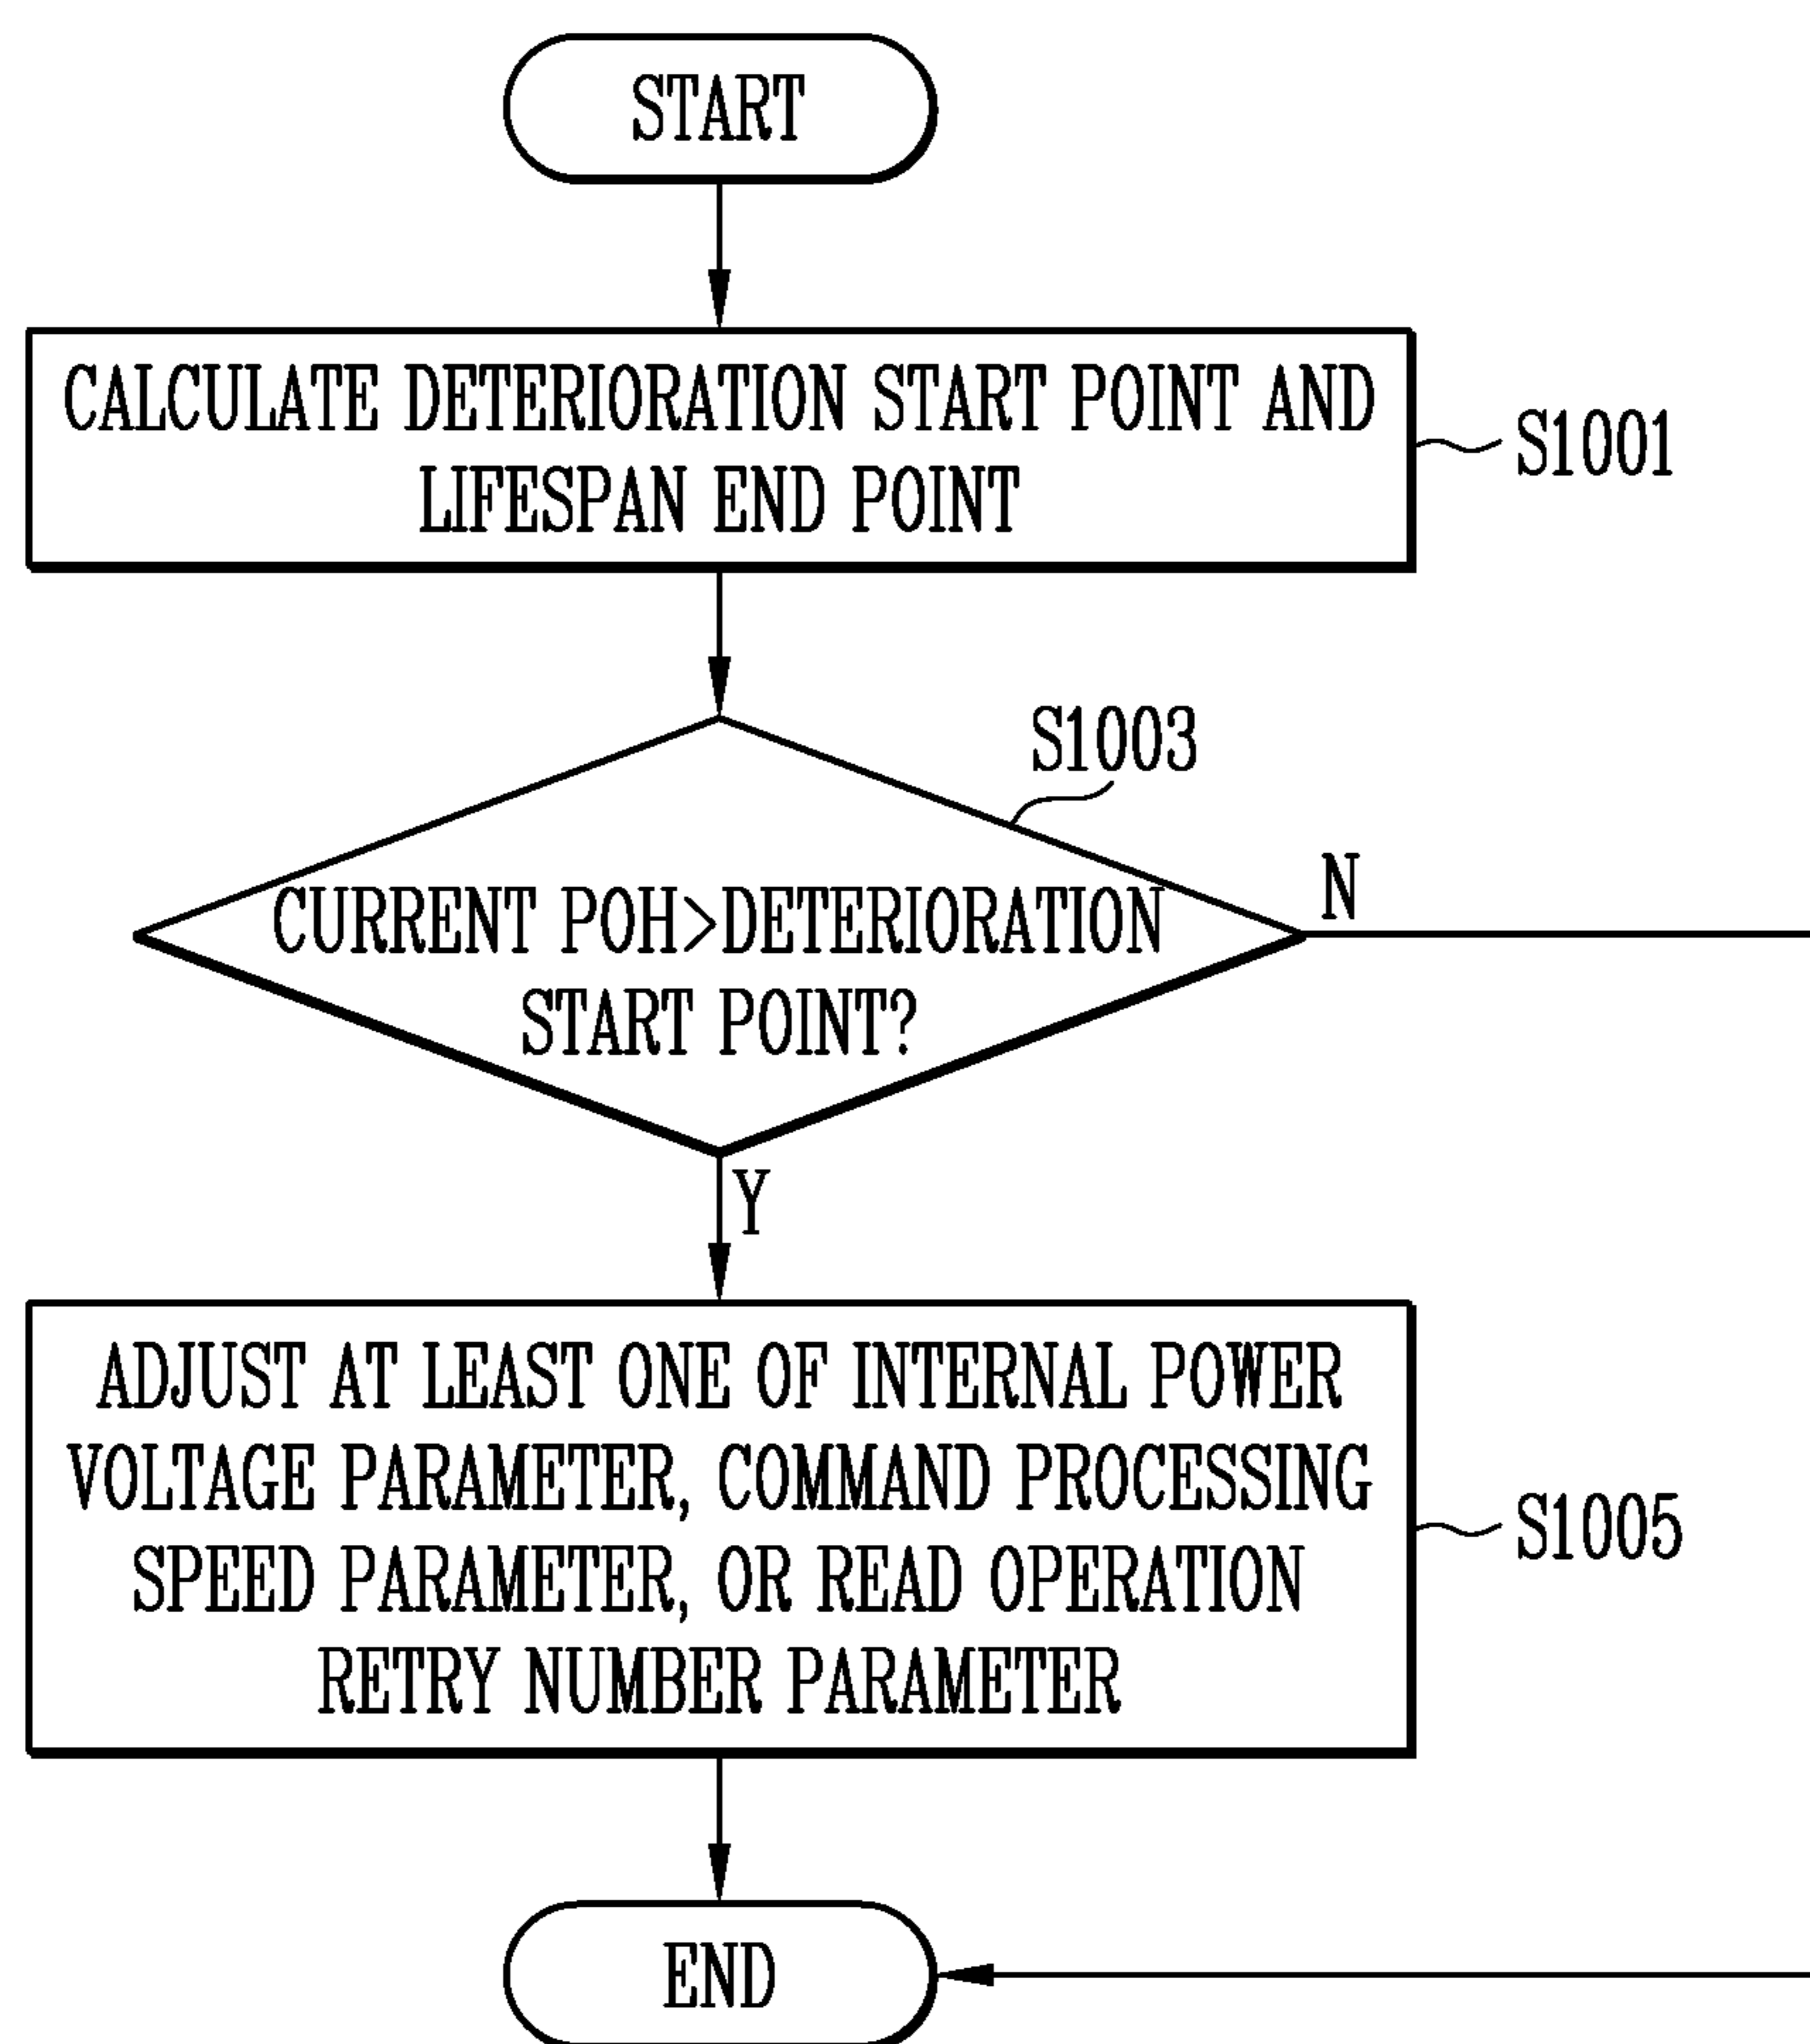 START
CALCULATE DETERIORATION START POINT AND
LIFESPAN END POINT
S1001
S1003
CURRENT POH>DETERIORATION
START POINT?
N
Y
ADJUST AT LEAST ONE OF INTERNAL POWER
VOLTAGE PARAMETER, COMMAND PROCESSING
SPEED PARAMETER, OR READ OPERATION
RETRY NUMBER PARAMETER
S1005
END